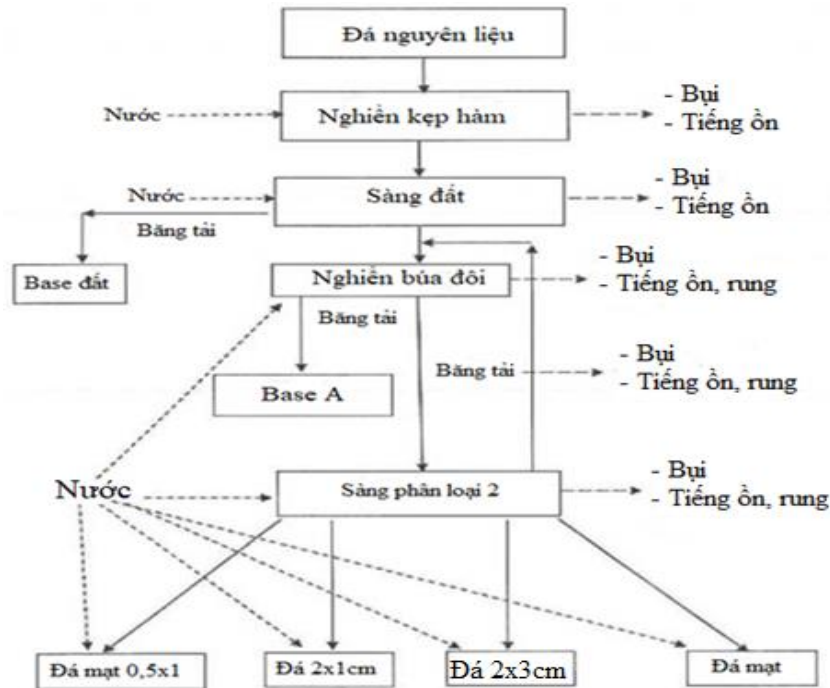 Đá nguyên liệu
Nước
Nghiền kẹp hàm
- Bụi
- Tiếng ồn
Nước
Sàng đất
- Bụi
- Tiếng ồn
Băng tải
Base đất
Nghiền búa đôi
- Bụi
- Tiếng ồn, rung
Băng tải
Base A
Băng tải
- Bụi
- Tiếng ồn, rung
Nước
Sàng phân loại 2
- Bụi
- Tiếng ồn, rung
Đá mạt 0,5x1
Đá 2x1cm
Đá 2x3cm
Đá mạt